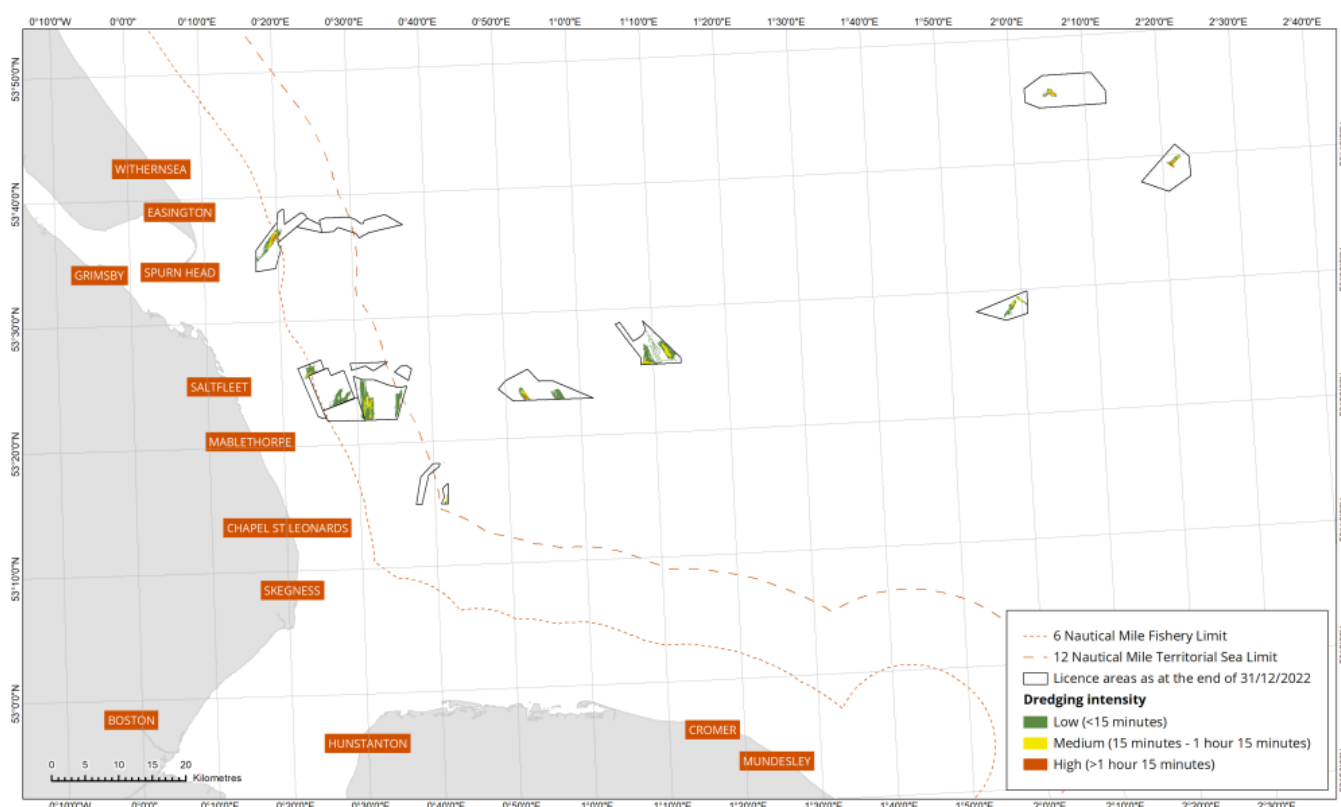 0°10'0"W 0°0'0" 0°10'0"E 0°20'0"E 0°30'0"E 0°40'0"E 0°50'0"E 1°0'0"E 1°10'0"E 1°20'0"E 1°30'0"E 1°40'0"E 1°50'0"E 2°0'0"E 2°10'0"E 2°20'0"E 2°30'0"E 2°40'0"E
53°50'0"N
WITHERNSEA
53°40'0"N
EASINGTON
GRIMSBY
SPURN HEAD
53°30'0"N
SALTFLEET
53°20'0"N
MABLETHORPE
CHAPEL ST LEONARDS
53°10'0"N
SKEGNESS
6 Nautical Mile Fishery Limit
12 Nautical Mile Territorial Sea Limit
Licence areas as at the end of 31/12/2022
Dredging intensity
Low (<15 minutes)
Medium (15 minutes - 1 hour 15 minutes)
High (>1 hour 15 minutes)
53°0'0"N
BOSTON
HUNSTANTON
CROMER
MUNDESLEY
0 5 10 15 20
Kilometres